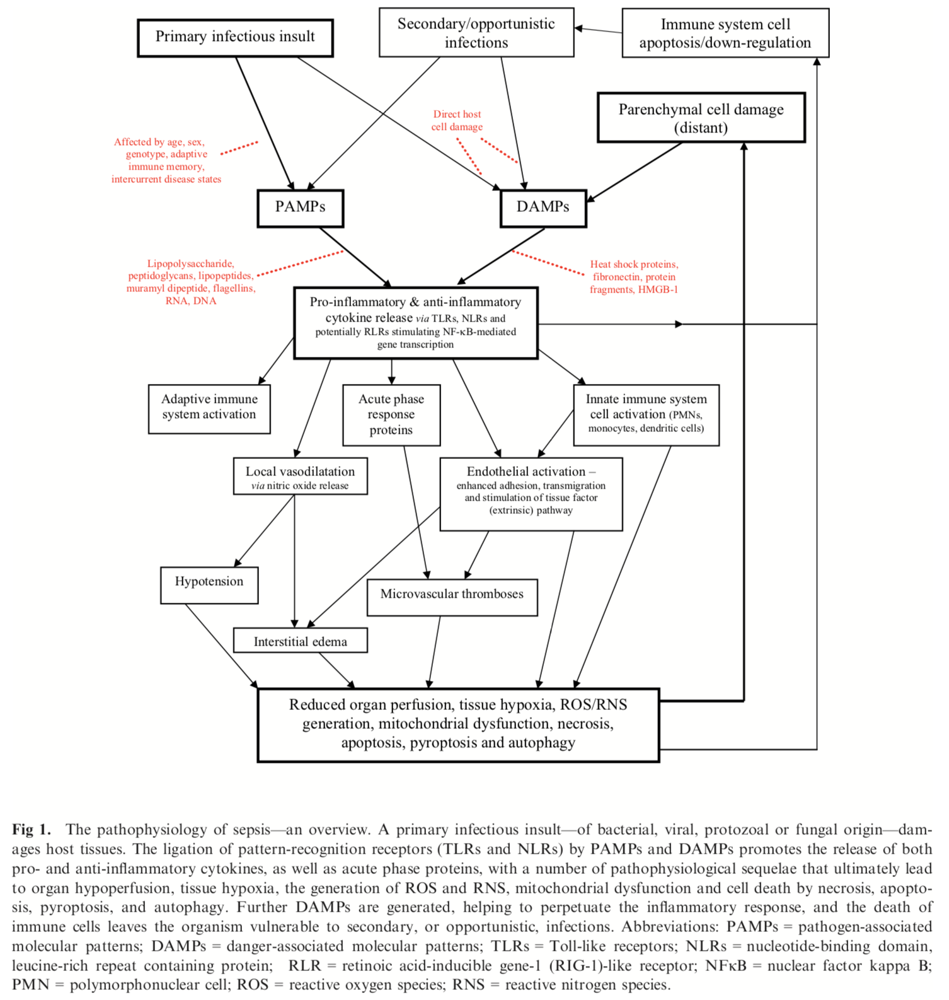 Primary infectious insult
Secondary/opportunistic
infections
Immune system cell
apoptosis/down-regulation
Parenchymal cell damage
(distant)
Direct host
cell damage
Affected by age, sex,
genotype, adaptive
immune memory,
intercurrent disease states
PAMPs
DAMPs
Lipopolysaccharide,
peptidoglycans, lipopeptides,
muramyl dipeptide, flagellins,
RNA, DNA
Heat shock proteins,
fibronectin, protein
fragments, HMGB-1
Pro-inflammatory & anti-inflammatory
cytokine release via TLRs, NLRs and
potentially RLRs stimulating NF-κB-mediated
gene transcription
Adaptive immune
system activation
Acute phase
response
proteins
Innate immune system
cell activation (PMNs,
monocytes, dendritic cells)
Local vasodilatation
via nitric oxide release
Endothelial activation –
enhanced adhesion, transmigration
and stimulation of tissue factor
(extrinsic) pathway
Hypotension
Microvascular thromboses
Interstitial edema
Reduced organ perfusion, tissue hypoxia, ROS/RNS
generation, mitochondrial dysfunction, necrosis,
apoptosis, pyroptosis and autophagy
Fig 1. The pathophysiology of sepsis—an overview. A primary infectious insult—of bacterial, viral, protozoal or fungal origin—dam-
ages host tissues. The ligation of pattern-recognition receptors (TLRs and NLRs) by PAMPs and DAMPs promotes the release of both
pro- and anti-inflammatory cytokines, as well as acute phase proteins, with a number of pathophysiological sequelae that ultimately lead
to organ hypoperfusion, tissue hypoxia, the generation of ROS and RNS, mitochondrial dysfunction and cell death by necrosis, apopto-
sis, pyroptosis, and autophagy. Further DAMPs are generated, helping to perpetuate the inflammatory response, and the death of
immune cells leaves the organism vulnerable to secondary, or opportunistic, infections. Abbreviations: PAMPs = pathogen-associated
molecular patterns; DAMPs = danger-associated molecular patterns; TLRs = Toll-like receptors; NLRs = nucleotide-binding domain,
leucine-rich repeat containing protein; RLR = retinoic acid-inducible gene-1 (RIG-1)-like receptor; NFκB = nuclear factor kappa B;
PMN = polymorphonuclear cell; ROS = reactive oxygen species; RNS = reactive nitrogen species.